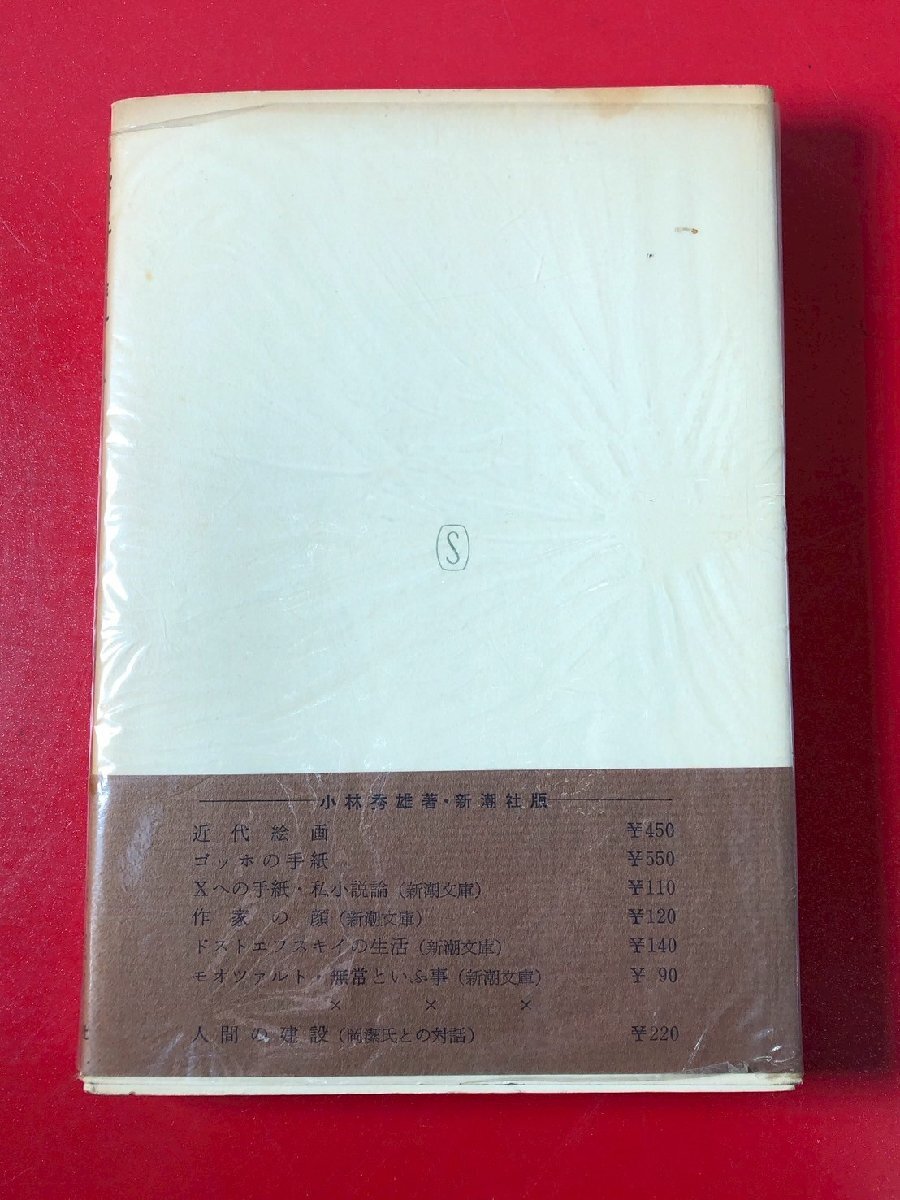 S
小林秀雄著・新潮社版
近代絵画 ¥450
ゴッホの手紙 ¥550
Xへの手紙・私小説論（新潮文庫） ¥110
作家の顔（新潮文庫） ¥120
ドストエフスキイの生活（新潮文庫） ¥140
モオツァルト・無常といふ事（新潮文庫） ¥ 90
× × ×
人間の建設（岡潔氏との対話） ¥220